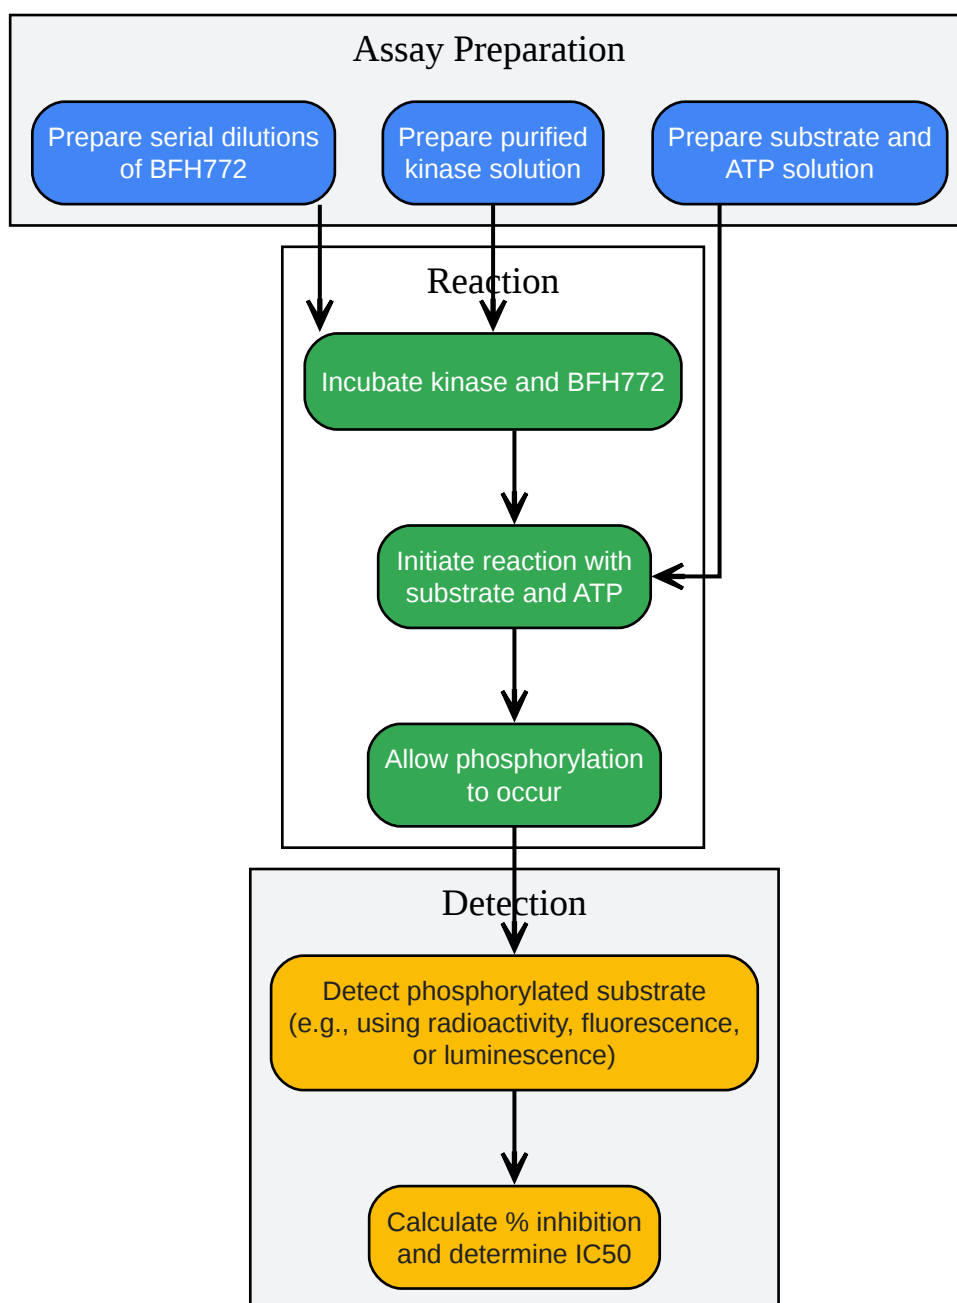 Assay Preparation
Prepare serial dilutions
of BFH772
Prepare purified
kinase solution
Prepare substrate and
ATP solution
Reaction
Incubate kinase and BFH772
Initiate reaction with
substrate and ATP
Allow phosphorylation
to occur
Detection
Detect phosphorylated substrate
(e.g., using radioactivity, fluorescence,
or luminescence)
Calculate % inhibition
and determine IC50